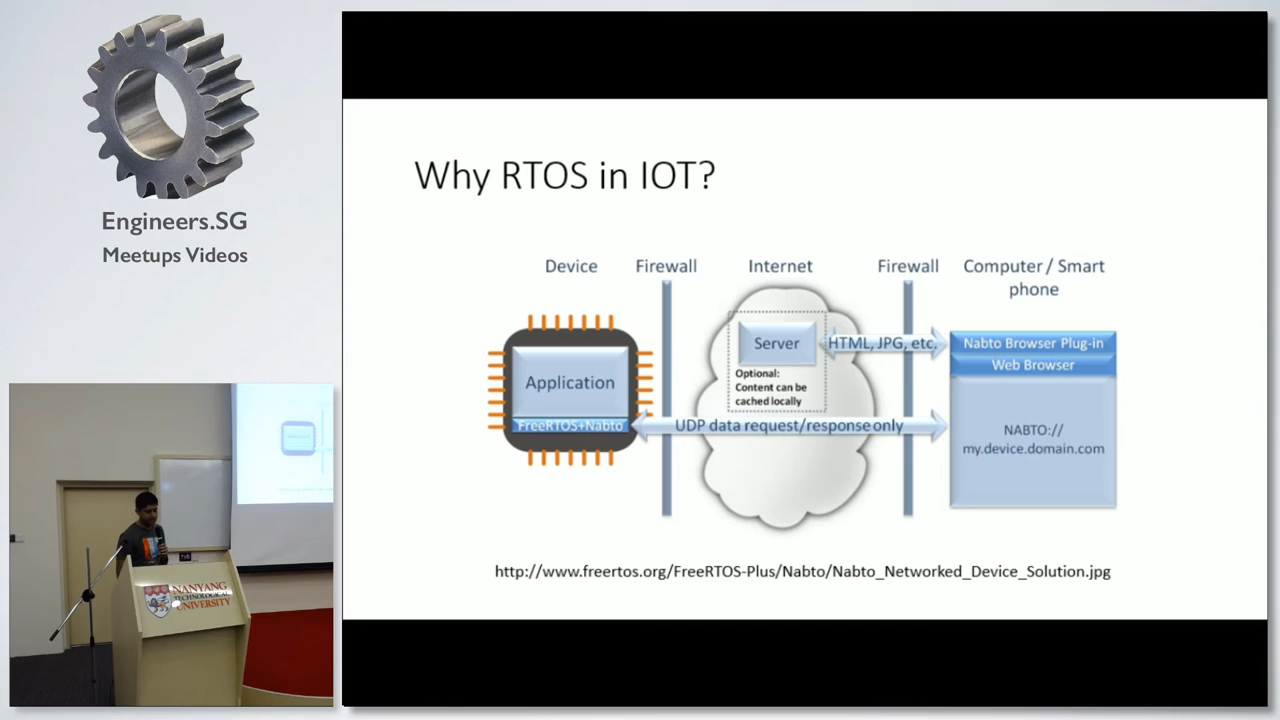 Engineers.SG
Meetups Videos
Why RTOS in IOT?
Device
Firewall
Internet
Firewall
Computer / Smart
phone
Application
FreeRTOS+Nabto
Server
Optional:
Content can be
cached locally
HTML, JPG, etc.
UDP data request/response only
Nabto Browser Plug-in
Web Browser
NABTO://
my.device.domain.com
http://www.freertos.org/FreeRTOS-Plus/Nabto/Nabto_Networked_Device_Solution.jpg
NANYANG
TECHNOLOGICAL
UNIVERSITY